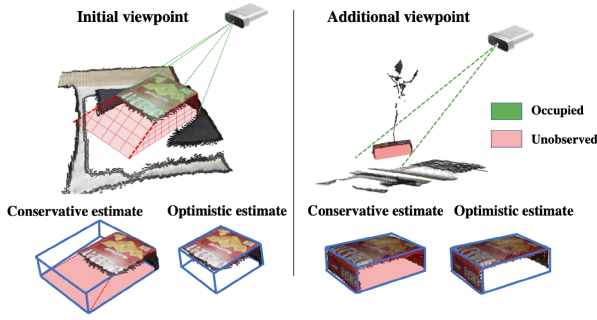 Initial viewpoint
Additional viewpoint
Occupied
Unobserved
Conservative estimate
Optimistic estimate
Conservative estimate
Optimistic estimate